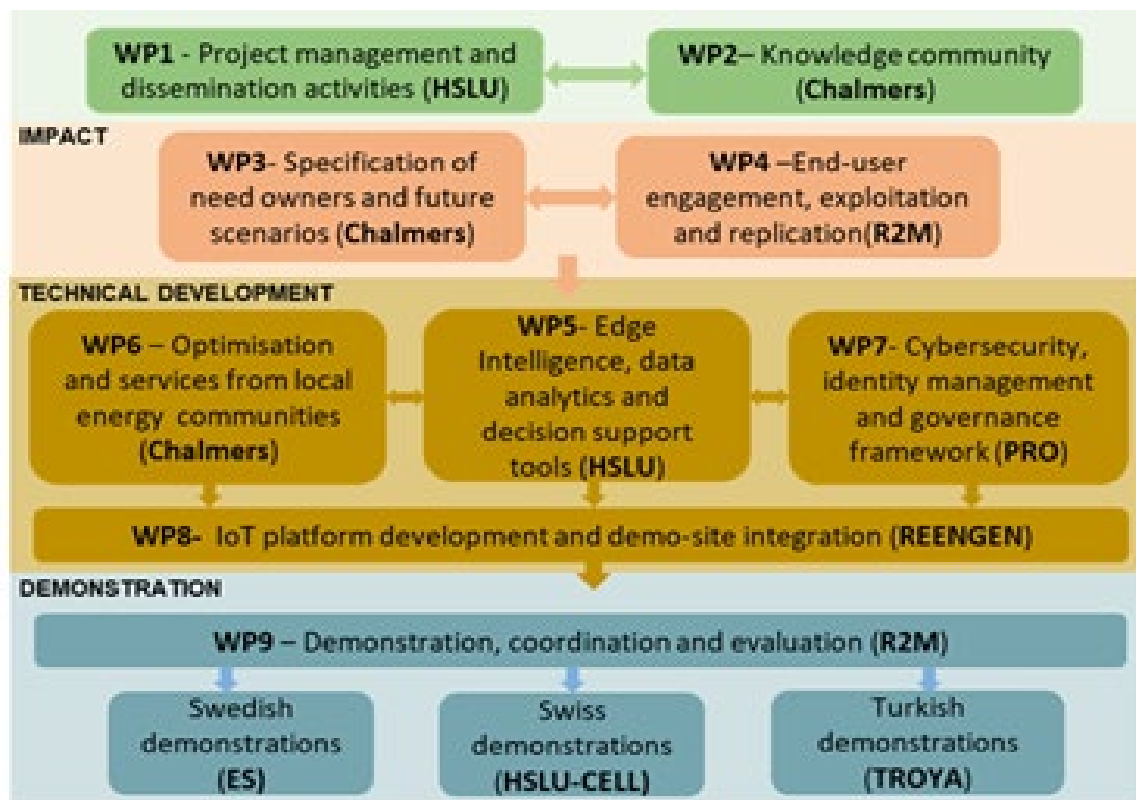 WP1 - Project management and
dissemination activities (HSLU)
WP2– Knowledge community
(Chalmers)
IMPACT
WP3- Specification of
need owners and future
scenarios (Chalmers)
WP4 –End-user
engagement, exploitation
and replication(R2M)
TECHNICAL DEVELOPMENT
WP6 – Optimisation
and services from local
energy communities
(Chalmers)
WP5- Edge
Intelligence, data
analytics and
decision support
tools (HSLU)
WP7- Cybersecurity,
identity management
and governance
framework (PRO)
WP8- IoT platform development and demo-site integration (REENGEN)
DEMONSTRATION
WP9 – Demonstration, coordination and evaluation (R2M)
Swedish
demonstrations
(ES)
Swiss
demonstrations
(HSLU-CELL)
Turkish
demonstrations
(TROYA)